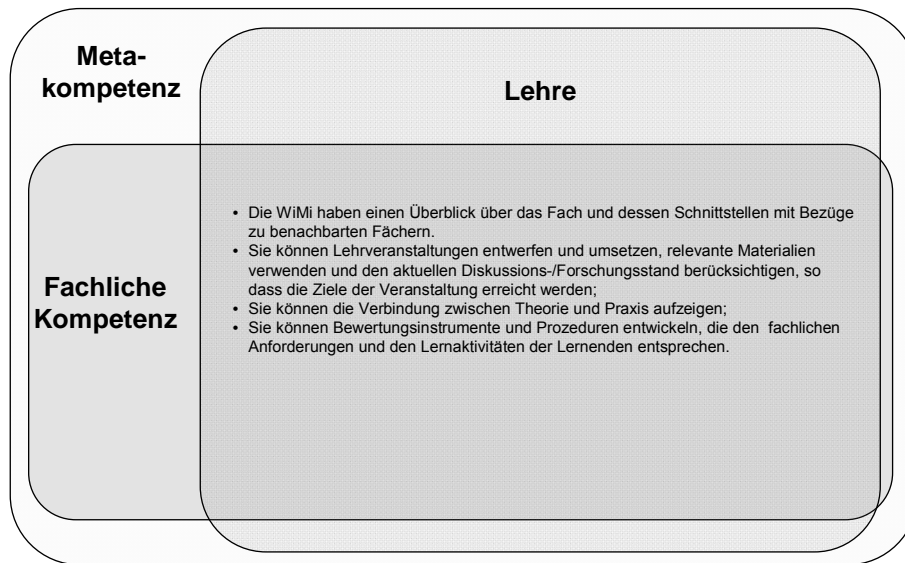 Meta-
kompetenz
Lehre
Fachliche
Kompetenz
• Die WiMi haben einen Überblick über das Fach und dessen Schnittstellen mit Bezüge
zu benachbarten Fächern.
• Sie können Lehrveranstaltungen entwerfen und umsetzen, relevante Materialien
verwenden und den aktuellen Diskussions-/Forschungsstand berücksichtigen, so
dass die Ziele der Veranstaltung erreicht werden;
• Sie können die Verbindung zwischen Theorie und Praxis aufzeigen;
• Sie können Bewertungsinstrumente und Prozeduren entwickeln, die den fachlichen
Anforderungen und den Lernaktivitäten der Lernenden entsprechen.